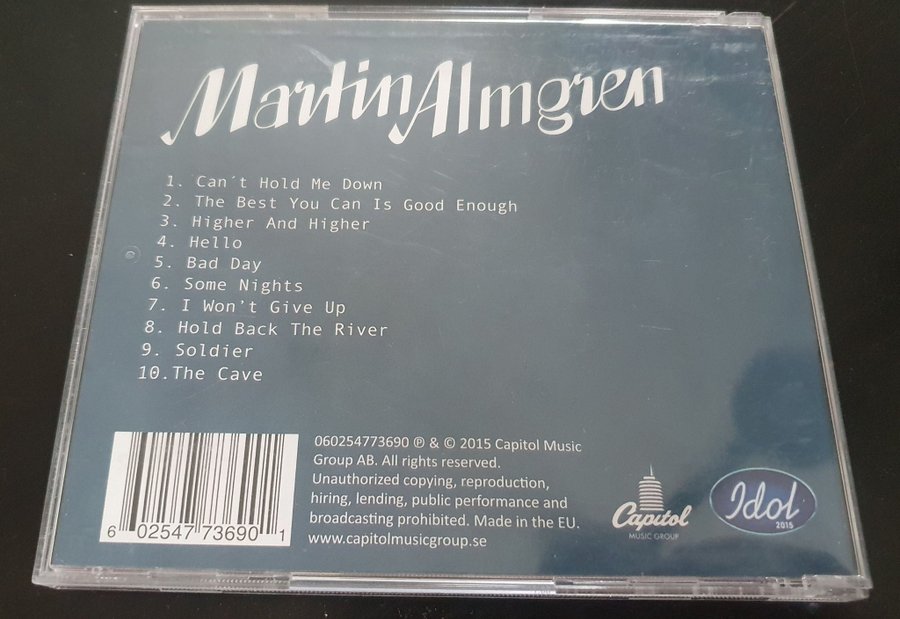 Martin Almgren
1. Can´t Hold Me Down
2. The Best You Can Is Good Enough
3. Higher And Higher
4. Hello
5. Bad Day
6. Some Nights
7. I Won't Give Up
8. Hold Back The River
9. Soldier
10.The Cave
060254773690 ℗ & © 2015 Capitol Music
Group AB. All rights reserved.
Unauthorized copying, reproduction,
hiring, lending, public performance and
broadcasting prohibited. Made in the EU.
www.capitolmusicgroup.se
6 02547 73690 1
Capitol
MUSIC GROUP
Idol
2015